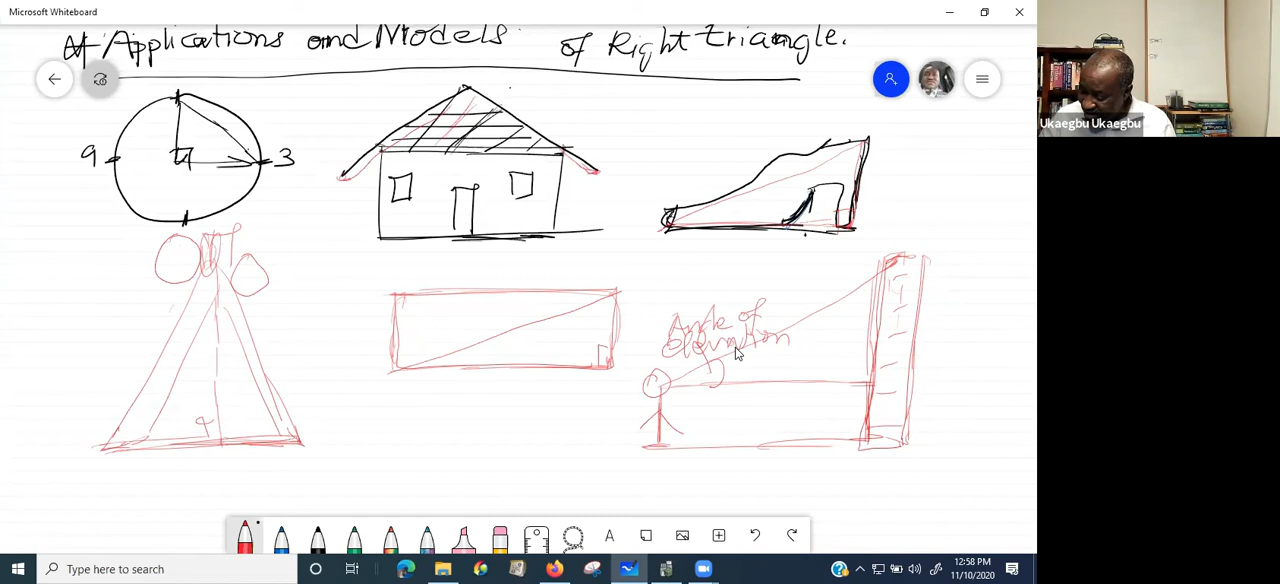 Microsoft Whiteboard
Applications and Models of Right triangle.
9
3
Ukaegbu Ukaegbu
Angle of
elevation
A
Type here to search
12:58 PM
11/10/2020